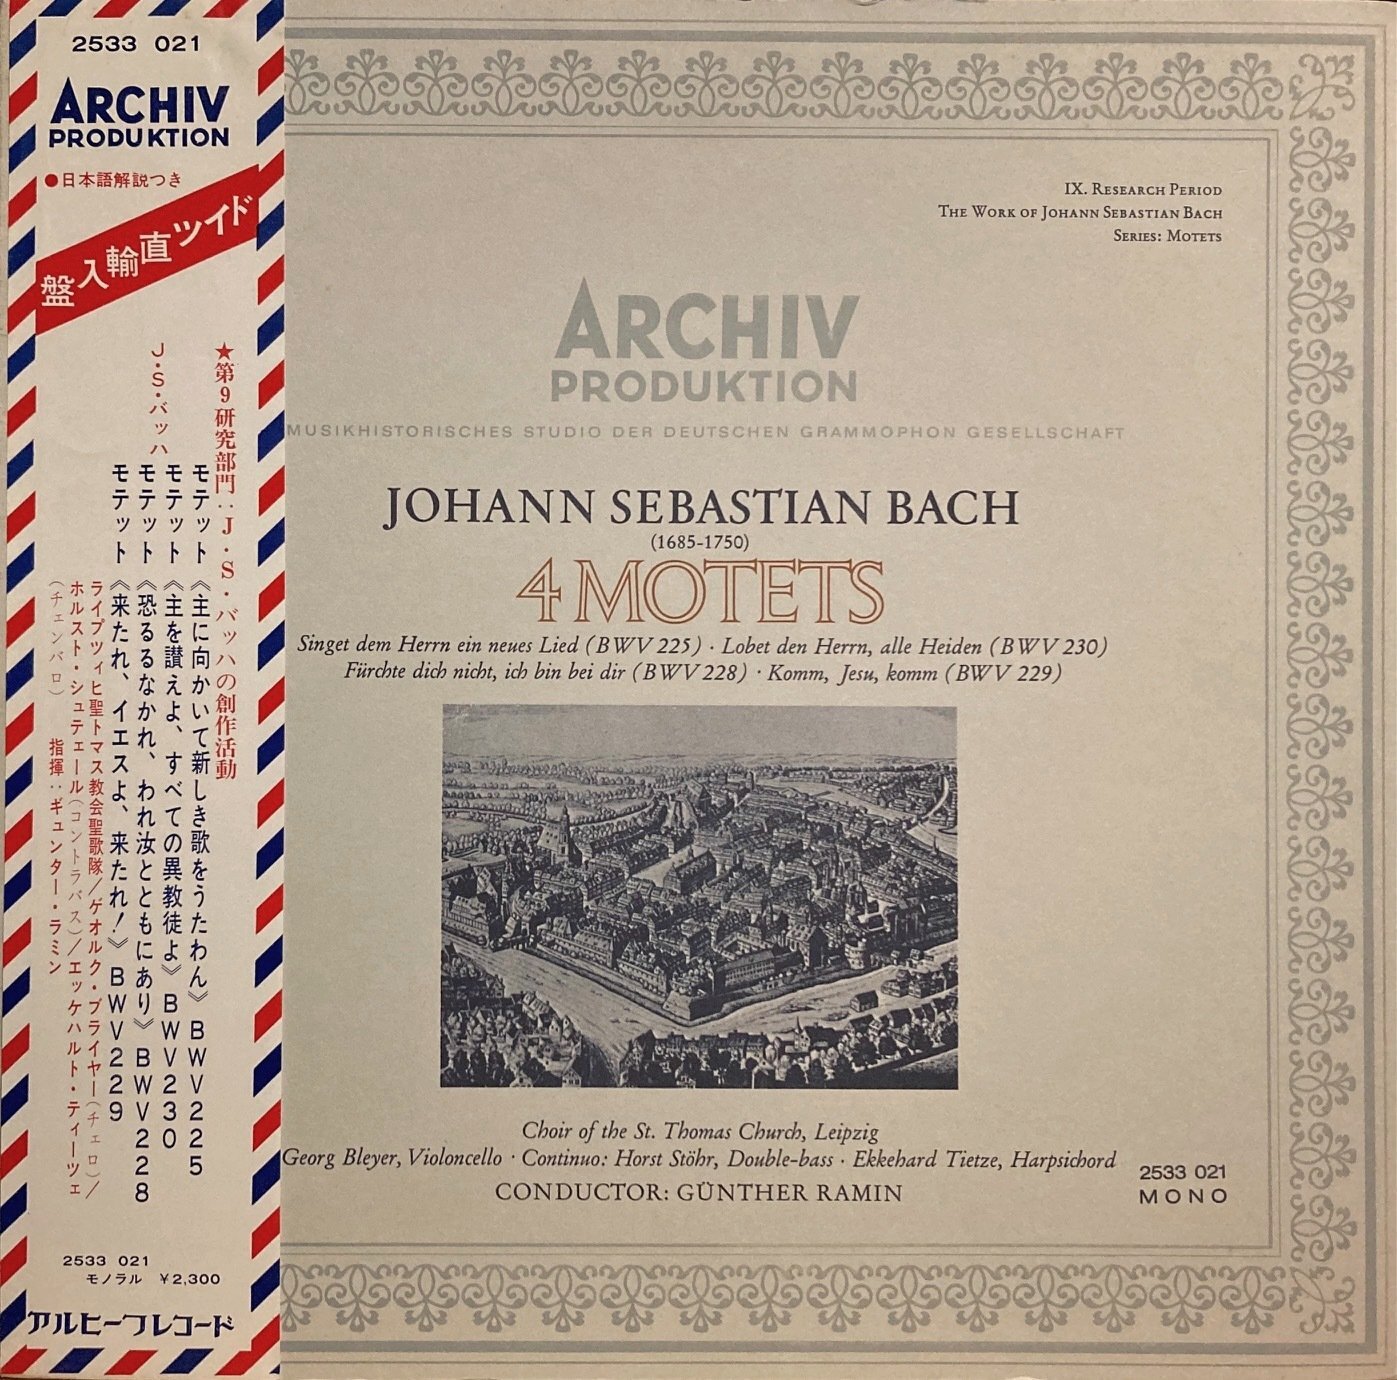 2533 021
ARCHIV
PRODUKTION
●日本語解説つき
ドイツ直輸入盤
★第9研究部門:J・S・バッハの創作活動
J・S・バッハ
モテット《主に向かいて新しき歌をうたわん》BWV225
モテット《主を讃えよ、すべての異教徒よ》BWV230
モテット《恐るるなかれ、われ汝とともにあり》BWV228
モテット《来たれ、イエスよ、来たれ!》BWV229
ライプツィヒ聖トマス教会聖歌隊/ゲオルク・ブライヤー(チェロ)/
ホルスト・シュテェール(コントラバス)/エッケハルト・ティーツェ
(チェンバロ) 指揮:ギュンター・ラミン
2533 021
モノラル ¥2,300
アルヒーフレコード
IX. RESEARCH PERIOD
THE WORK OF JOHANN SEBASTIAN BACH
SERIES: MOTETS
ARCHIV
PRODUKTION
MUSIKHISTORISCHES STUDIO DER DEUTSCHEN GRAMMOPHON GESELLSCHAFT
JOHANN SEBASTIAN BACH
(1685-1750)
4 MOTETS
Singet dem Herrn ein neues Lied (BWV 225) · Lobet den Herrn, alle Heiden (BWV 230)
Fürchte dich nicht, ich bin bei dir (BWV 228) · Komm, Jesu, komm (BWV 229)
Choir of the St. Thomas Church, Leipzig
Georg Bleyer, Violoncello · Continuo: Horst Stöhr, Double-bass · Ekkehard Tietze, Harpsichord
CONDUCTOR: GÜNTHER RAMIN
2533 021
MONO